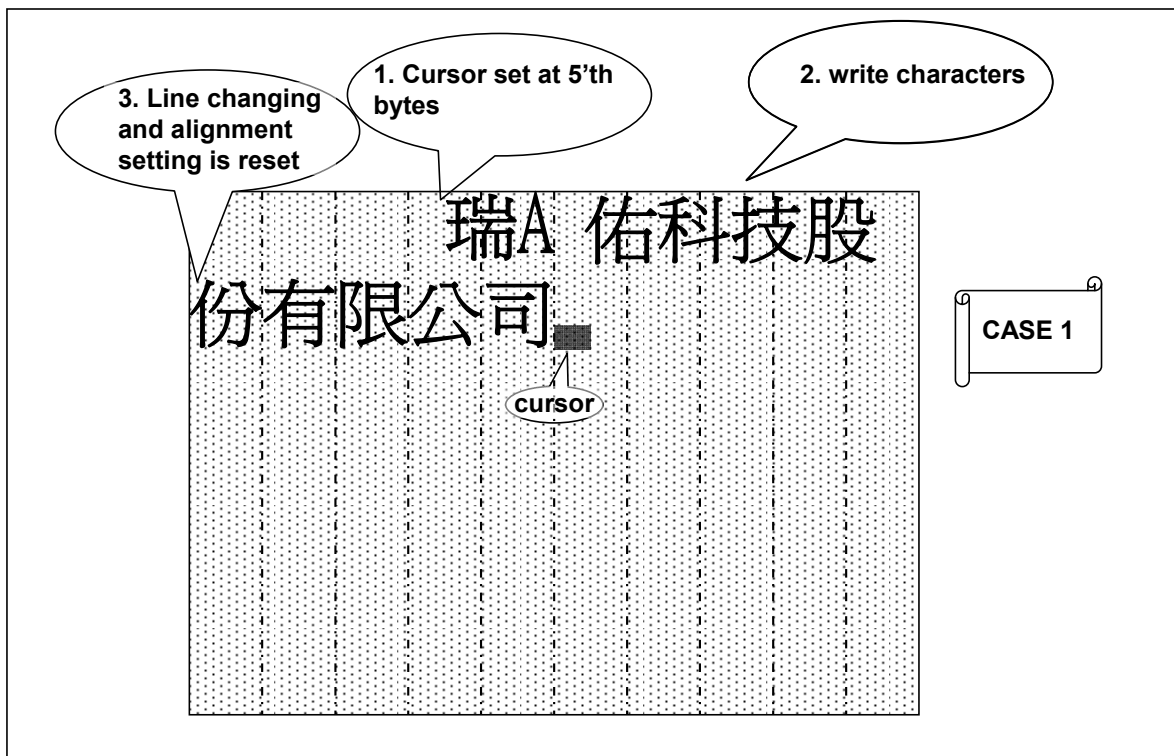 1. Cursor set at 5'th
bytes
2. write characters
3. Line changing
and alignment
setting is reset
瑞A 佑科技股
份有限公司
cursor
CASE 1